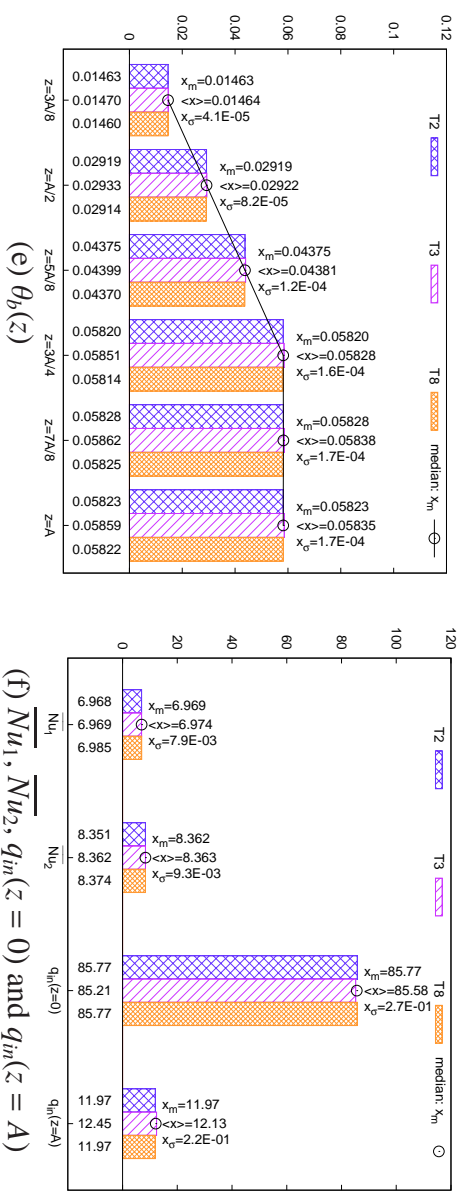 T2 T3 T8 median: xm
0 0.02 0.04 0.06 0.08 0.1 0.12
xm=0.01463
<x>=0.01464
xσ=4.1E-05
xm=0.02919
<x>=0.02922
xσ=8.2E-05
xm=0.04375
<x>=0.04381
xσ=1.2E-04
xm=0.05820
<x>=0.05828
xσ=1.6E-04
xm=0.05828
<x>=0.05838
xσ=1.7E-04
xm=0.05823
<x>=0.05835
xσ=1.7E-04
0.01463 0.01470 0.01460
0.02919 0.02933 0.02914
0.04375 0.04399 0.04370
0.05820 0.05851 0.05814
0.05828 0.05862 0.05825
0.05823 0.05859 0.05822
z=3A/8 z=A/2 z=5A/8 z=3A/4 z=7A/8 z=A
(e) θb(z)
T2 T3 T8 median: xm
0 20 40 60 80 100 120
xm=6.969
<x>=6.974
xσ=7.9E-03
xm=8.362
<x>=8.363
xσ=9.3E-03
xm=85.77
<x>=85.58
xσ=2.7E-01
xm=11.97
<x>=12.13
xσ=2.2E-01
6.968 6.969 6.985
8.351 8.362 8.374
85.77 85.21 85.77
11.97 12.45 11.97
Nu1 Nu2 qin(z=0) qin(z=A)
(f) Nu1, Nu2, qin(z = 0) and qin(z = A)